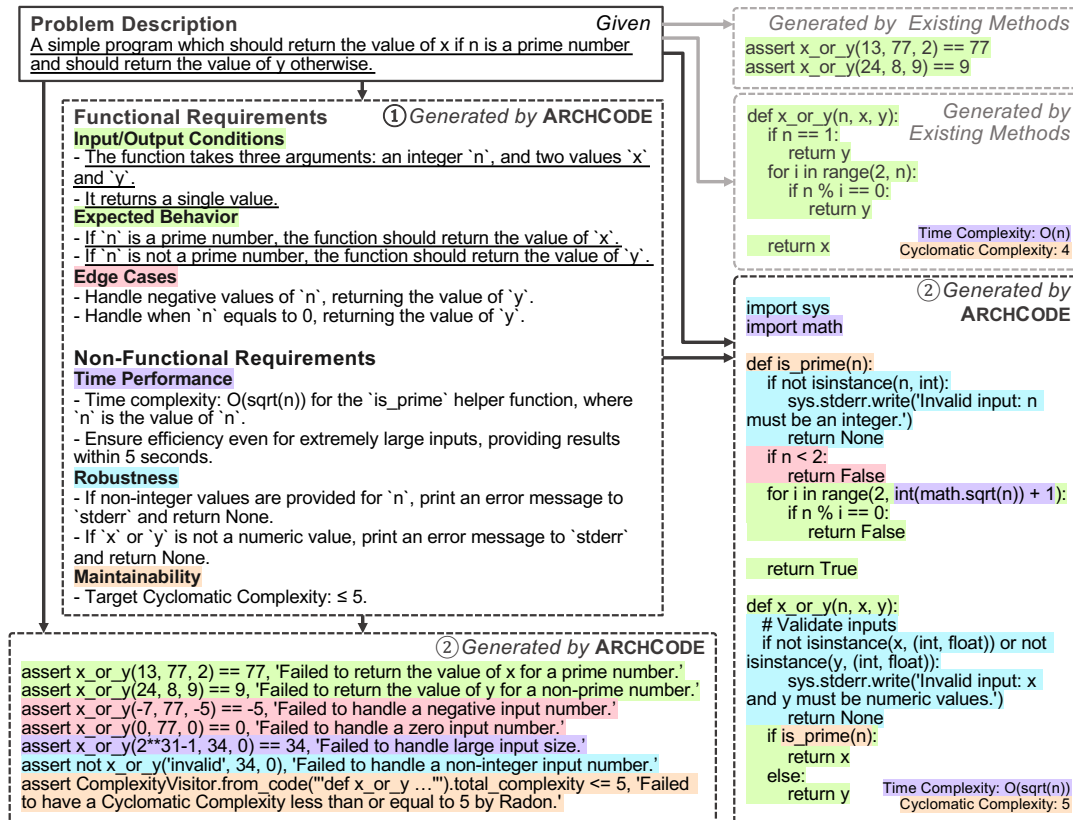 Problem Description
Given
A simple program which should return the value of x if n is a prime number
and should return the value of y otherwise.
① Generated by ARCHCODE
Functional Requirements
Input/Output Conditions
- The function takes three arguments: an integer `n`, and two values `x`
and `y`.
- It returns a single value.
Expected Behavior
- If `n` is a prime number, the function should return the value of `x`.
- If `n` is not a prime number, the function should return the value of `y`.
Edge Cases
- Handle negative values of `n`, returning the value of `y`.
- Handle when `n` equals to 0, returning the value of `y`.
Non-Functional Requirements
Time Performance
- Time complexity: O(sqrt(n)) for the `is_prime` helper function, where
`n` is the value of `n`.
- Ensure efficiency even for extremely large inputs, providing results
within 5 seconds.
Robustness
- If non-integer values are provided for `n`, print an error message to
`stderr` and return None.
- If `x` or `y` is not a numeric value, print an error message to `stderr`
and return None.
Maintainability
- Target Cyclomatic Complexity: ≤ 5.
② Generated by ARCHCODE
assert x_or_y(13, 77, 2) == 77, 'Failed to return the value of x for a prime number.'
assert x_or_y(24, 8, 9) == 9, 'Failed to return the value of y for a non-prime number.'
assert x_or_y(-7, 77, -5) == -5, 'Failed to handle a negative input number.'
assert x_or_y(0, 77, 0) == 0, 'Failed to handle a zero input number.'
assert x_or_y(2**31-1, 34, 0) == 34, 'Failed to handle large input size.'
assert not x_or_y('invalid', 34, 0), 'Failed to handle a non-integer input number.'
assert ComplexityVisitor.from_code('''def x_or_y …''').total_complexity <= 5, 'Failed
to have a Cyclomatic Complexity less than or equal to 5 by Radon.'
Generated by Existing Methods
assert x_or_y(13, 77, 2) == 77
assert x_or_y(24, 8, 9) == 9
Generated by
Existing Methods
def x_or_y(n, x, y):
if n == 1:
return y
for i in range(2, n):
if n % i == 0:
return y
return x
Time Complexity: O(n)
Cyclomatic Complexity: 4
② Generated by
ARCHCODE
import sys
import math
def is_prime(n):
if not isinstance(n, int):
sys.stderr.write('Invalid input: n
must be an integer.')
return None
if n < 2:
return False
for i in range(2, int(math.sqrt(n)) + 1):
if n % i == 0:
return False
return True
def x_or_y(n, x, y):
# Validate inputs
if not isinstance(x, (int, float)) or not
isinstance(y, (int, float)):
sys.stderr.write('Invalid input: x
and y must be numeric values.')
return None
if is_prime(n):
return x
else:
return y
Time Complexity: O(sqrt(n))
Cyclomatic Complexity: 5